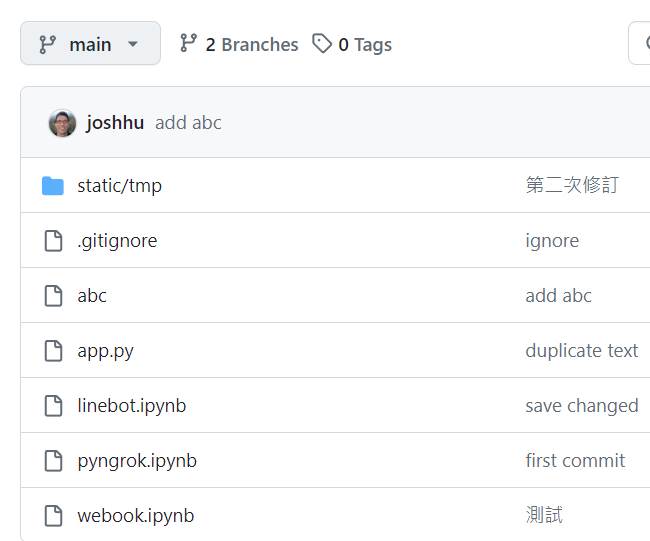 main 2 Branches 0 Tags
joshhu add abc
static/tmp 第二次修訂
.gitignore ignore
abc add abc
app.py duplicate text
linebot.ipynb save changed
pyngrok.ipynb first commit
webook.ipynb 測試